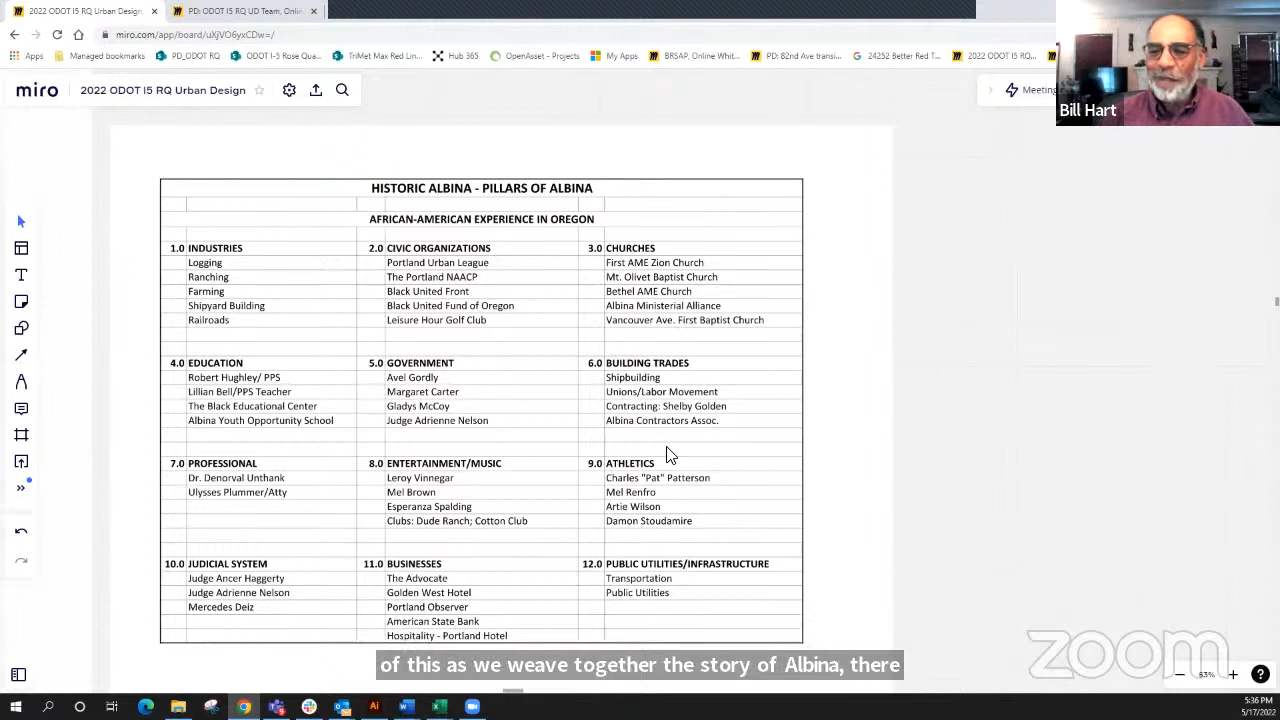 2022 ODOT I5 RQ Urban Design
PD: ODOT RQ UD Team, Online
miro.com/app/board/uXjVO6yxCDw=/
Apps
Managed bookmarks
PD_ODOT RQ
ODOT I-5 Rose Qua...
TriMet Max Red Lin...
Hub 365
OpenAsset - Projects
My Apps
BRSAP, Online Whit...
PD: 82nd Ave transi...
24252 Better Red T...
2022 ODOT I5 RQ...
miro
2022 ODOT I5 RQ Urban Design
Meeting
Bill Hart
HISTORIC ALBINA - PILLARS OF ALBINA
AFRICAN-AMERICAN EXPERIENCE IN OREGON
1.0 INDUSTRIES
Logging
Ranching
Farming
Shipyard Building
Railroads
2.0 CIVIC ORGANIZATIONS
Portland Urban League
The Portland NAACP
Black United Front
Black United Fund of Oregon
Leisure Hour Golf Club
3.0 CHURCHES
First AME Zion Church
Mt. Olivet Baptist Church
Bethel AME Church
Albina Ministerial Alliance
Vancouver Ave. First Baptist Church
4.0 EDUCATION
Robert Hughley/ PPS
Lillian Bell/PPS Teacher
The Black Educational Center
Albina Youth Opportunity School
5.0 GOVERNMENT
Avel Gordly
Margaret Carter
Gladys McCoy
Judge Adrienne Nelson
6.0 BUILDING TRADES
Shipbuilding
Unions/Labor Movement
Contracting: Shelby Golden
Albina Contractors Assoc.
7.0 PROFESSIONAL
Dr. Denorval Unthank
Ulysses Plummer/Atty
8.0 ENTERTAINMENT/MUSIC
Leroy Vinnegar
Mel Brown
Esperanza Spalding
Clubs: Dude Ranch; Cotton Club
9.0 ATHLETICS
Charles "Pat" Patterson
Mel Renfro
Artie Wilson
Damon Stoudamire
10.0 JUDICIAL SYSTEM
Judge Ancer Haggerty
Judge Adrienne Nelson
Mercedes Deiz
11.0 BUSINESSES
The Advocate
Golden West Hotel
Portland Observer
American State Bank
Hospitality - Portland Hotel
12.0 PUBLIC UTILITIES/INFRASTRUCTURE
Transportation
Public Utilities
of this as we weave together the story of Albina, there
zoom
5:36 PM
5/17/2022